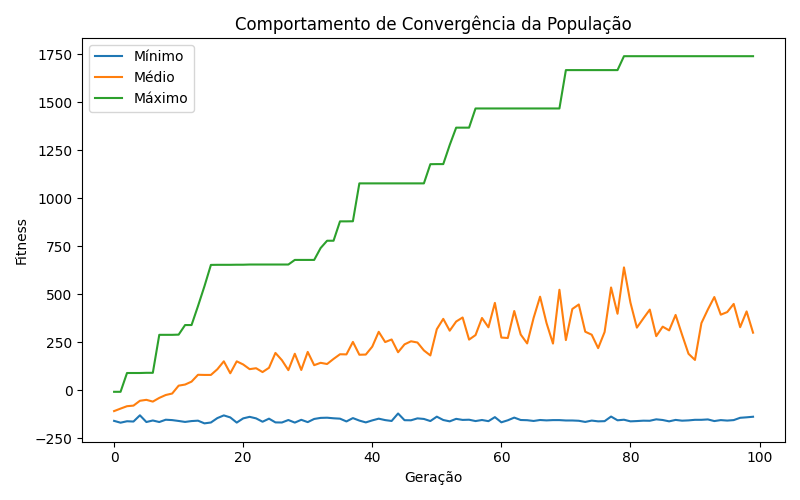 Comportamento de Convergência da População
Mínimo
Médio
Máximo
1750
1500
1250
1000
750
500
250
0
−250
Fitness
0 20 40 60 80 100
Geração